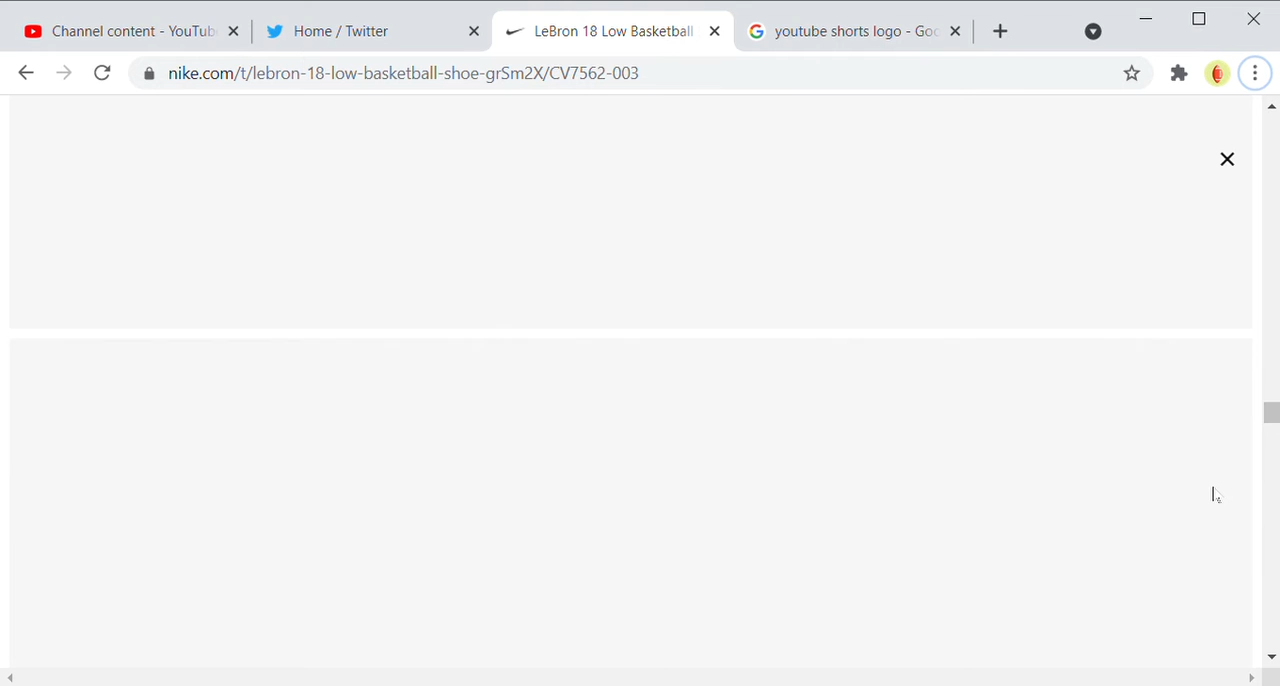 Channel content - YouTub
Home / Twitter
LeBron 18 Low Basketball
youtube shorts logo - Goo
nike.com/t/lebron-18-low-basketball-shoe-grSm2X/CV7562-003